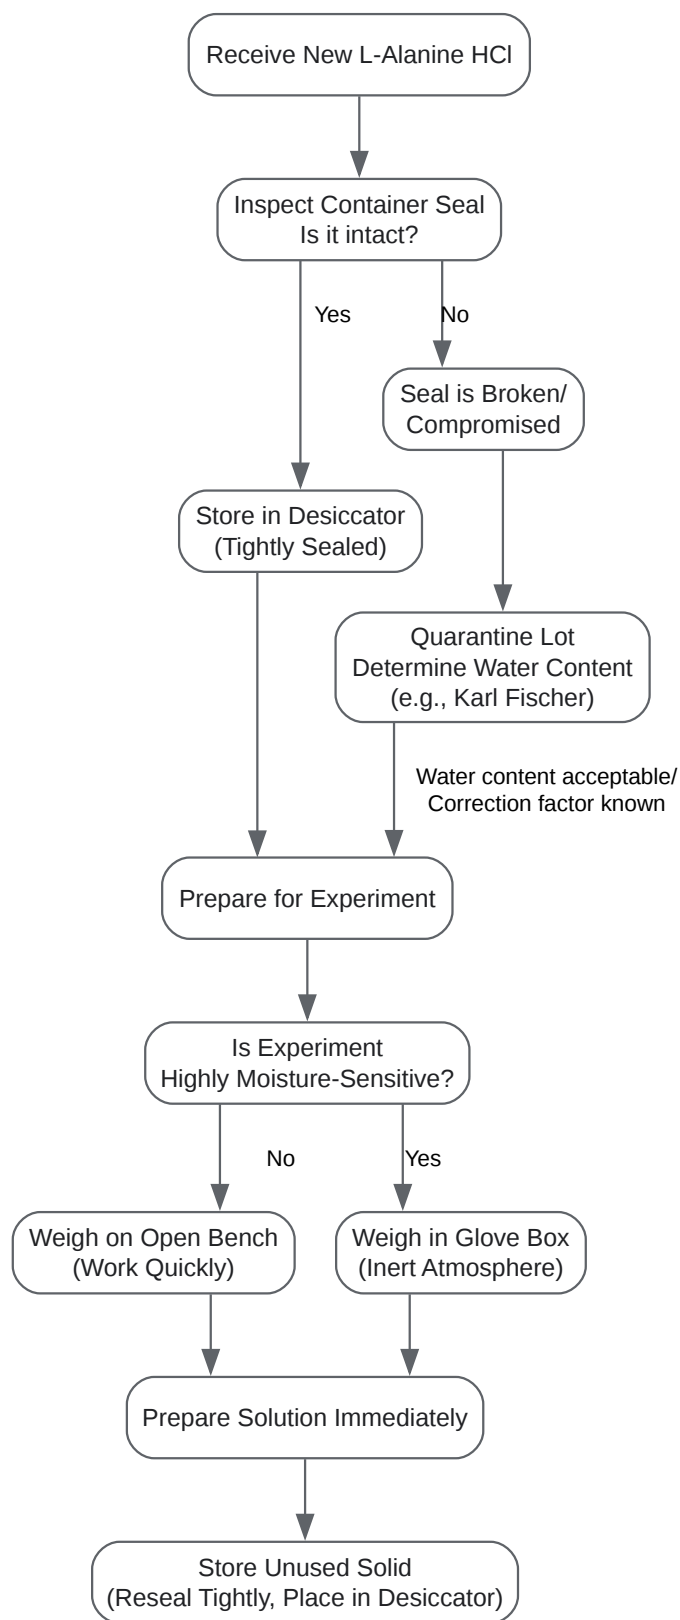 Receive New L-Alanine HCl
Inspect Container Seal
Is it intact?
Yes
No
Seal is Broken/
Compromised
Store in Desiccator
(Tightly Sealed)
Quarantine Lot
Determine Water Content
(e.g., Karl Fischer)
Water content acceptable/
Correction factor known
Prepare for Experiment
Is Experiment
Highly Moisture-Sensitive?
No
Yes
Weigh on Open Bench
(Work Quickly)
Weigh in Glove Box
(Inert Atmosphere)
Prepare Solution Immediately
Store Unused Solid
(Reseal Tightly, Place in Desiccator)